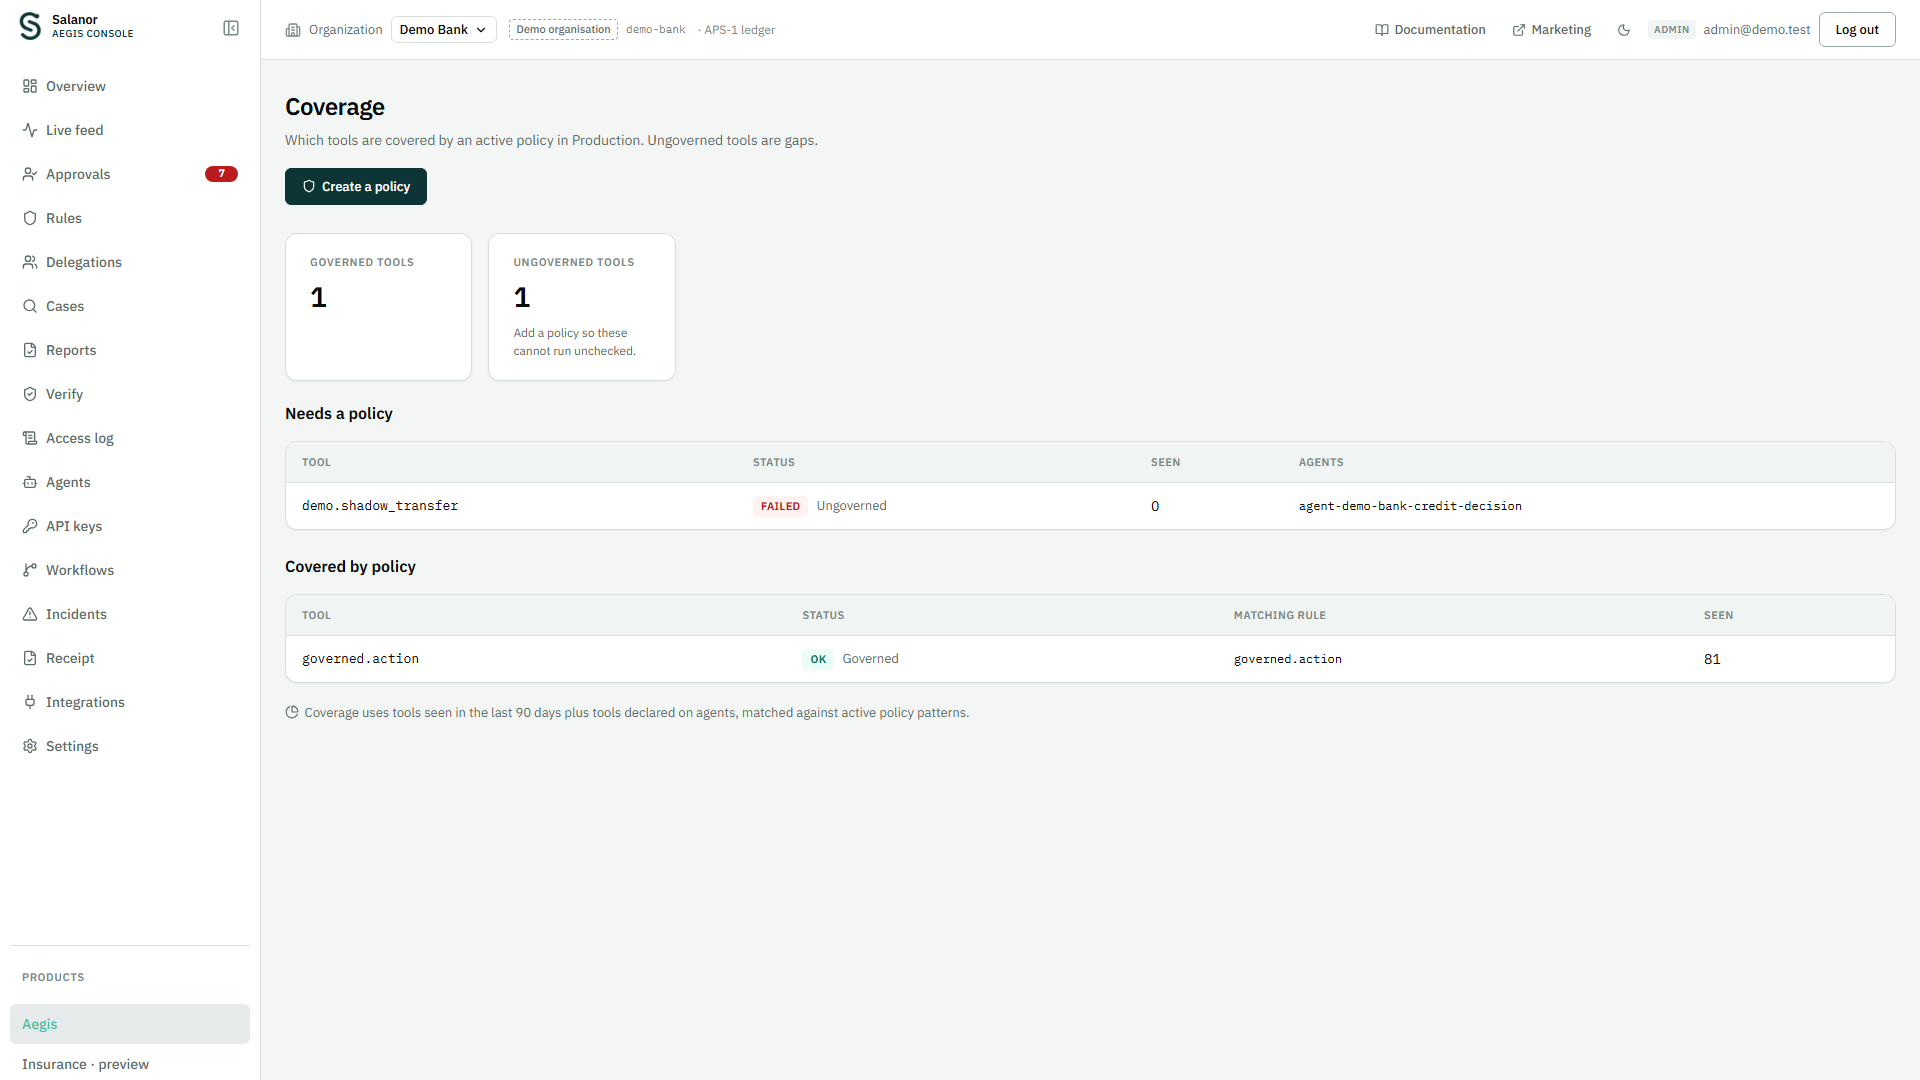 Salanor
AEGIS CONSOLE
Organization
Demo Bank
Demo organisation
demo-bank
· APS-1 ledger
Documentation
Marketing
ADMIN
admin@demo.test
Log out
Overview
Live feed
Approvals
7
Rules
Delegations
Cases
Reports
Verify
Access log
Agents
API keys
Workflows
Incidents
Receipt
Integrations
Settings
PRODUCTS
Aegis
Insurance · preview
Coverage
Which tools are covered by an active policy in Production. Ungoverned tools are gaps.
Create a policy
GOVERNED TOOLS
1
UNGOVERNED TOOLS
1
Add a policy so these
cannot run unchecked.
Needs a policy
TOOL STATUS SEEN AGENTS
demo.shadow_transfer FAILED Ungoverned 0 agent-demo-bank-credit-decision
Covered by policy
TOOL STATUS MATCHING RULE SEEN
governed.action OK Governed governed.action 81
Coverage uses tools seen in the last 90 days plus tools declared on agents, matched against active policy patterns.